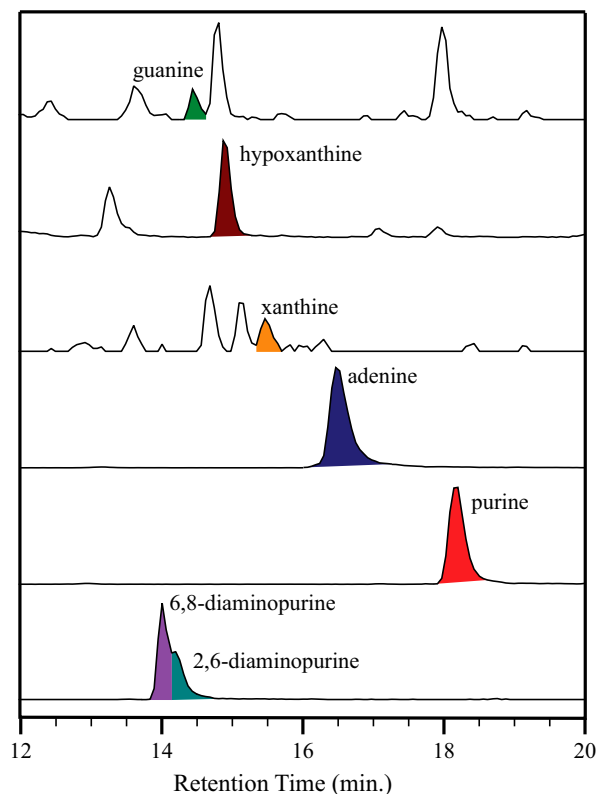 guanine
hypoxanthine
xanthine
adenine
purine
6,8-diaminopurine
2,6-diaminopurine
12 14 16 18 20
Retention Time (min.)